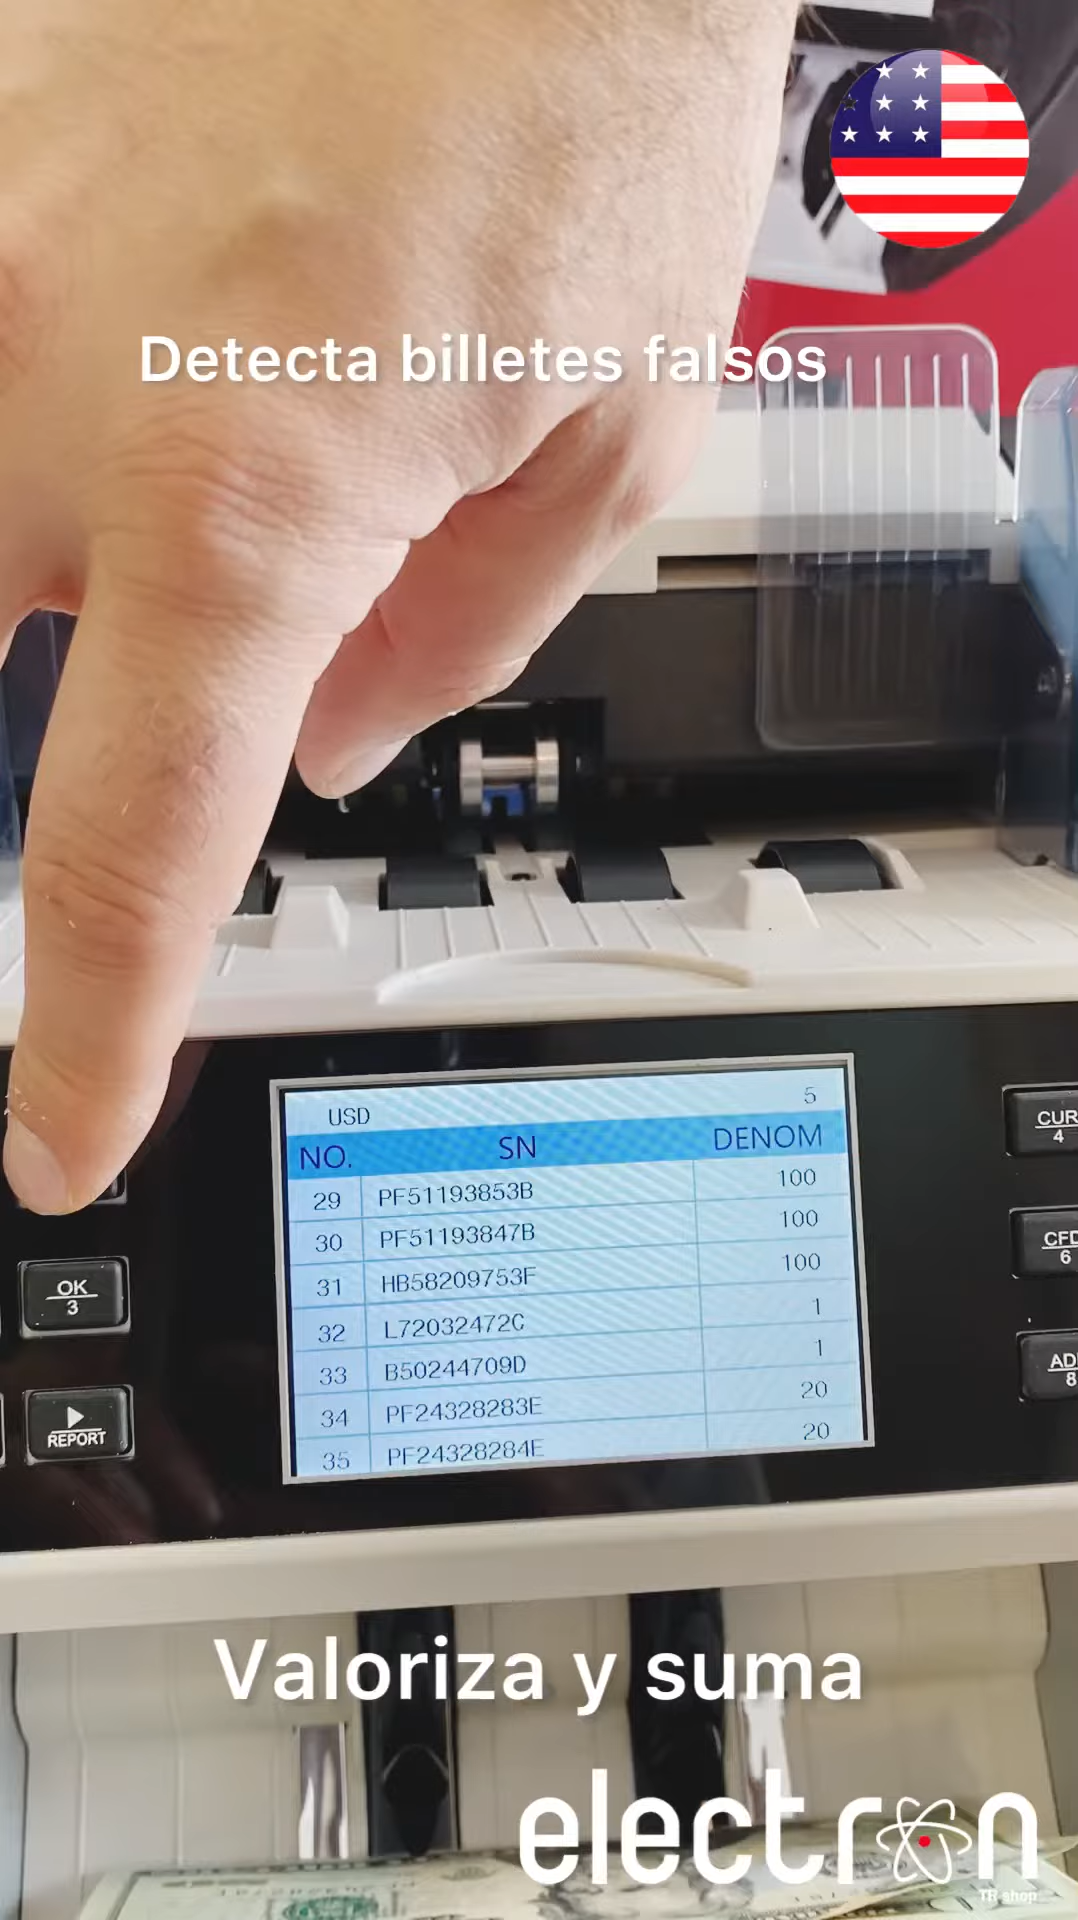 Detecta billetes falsos
USD 5
NO. SN DENOM
29 PF51193853B 100
30 PF51193847B 100
31 HB58209753F 100
32 L72032472C 1
33 B50244709D 1
34 PF24328283E 20
35 PF24328284E 20
OK
3
REPORT
CUR
4
CFD
6
AD
8
Valoriza y suma
electron
TR shop